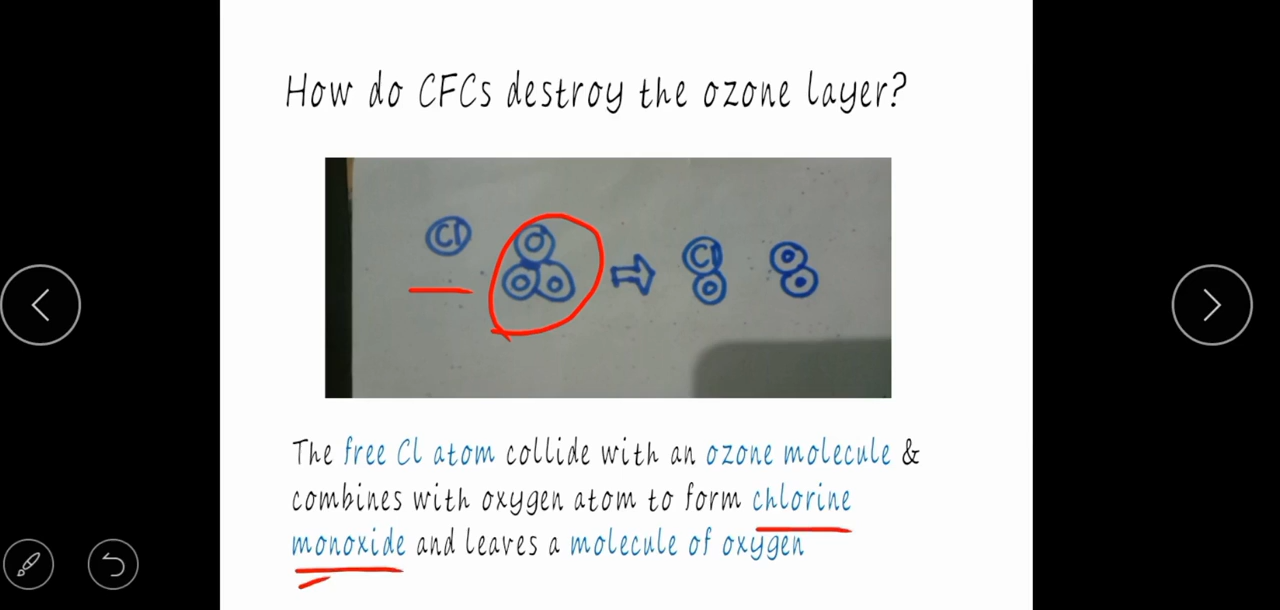 How do CFCs destroy the ozone layer?
Cl O O O ⇨ Cl O O O
The free Cl atom collide with an ozone molecule &
combines with oxygen atom to form chlorine
monoxide and leaves a molecule of oxygen